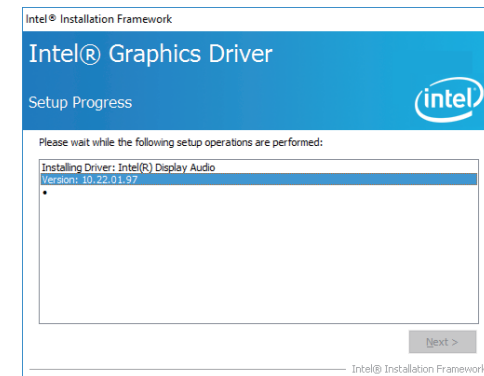 Intel® Installation Framework
Intel® Graphics Driver
Setup Progress
intel
Please wait while the following setup operations are performed:
Installing Driver: Intel(R) Display Audio
Version: 10.22.01.97
•
Next >
Intel® Installation Framework